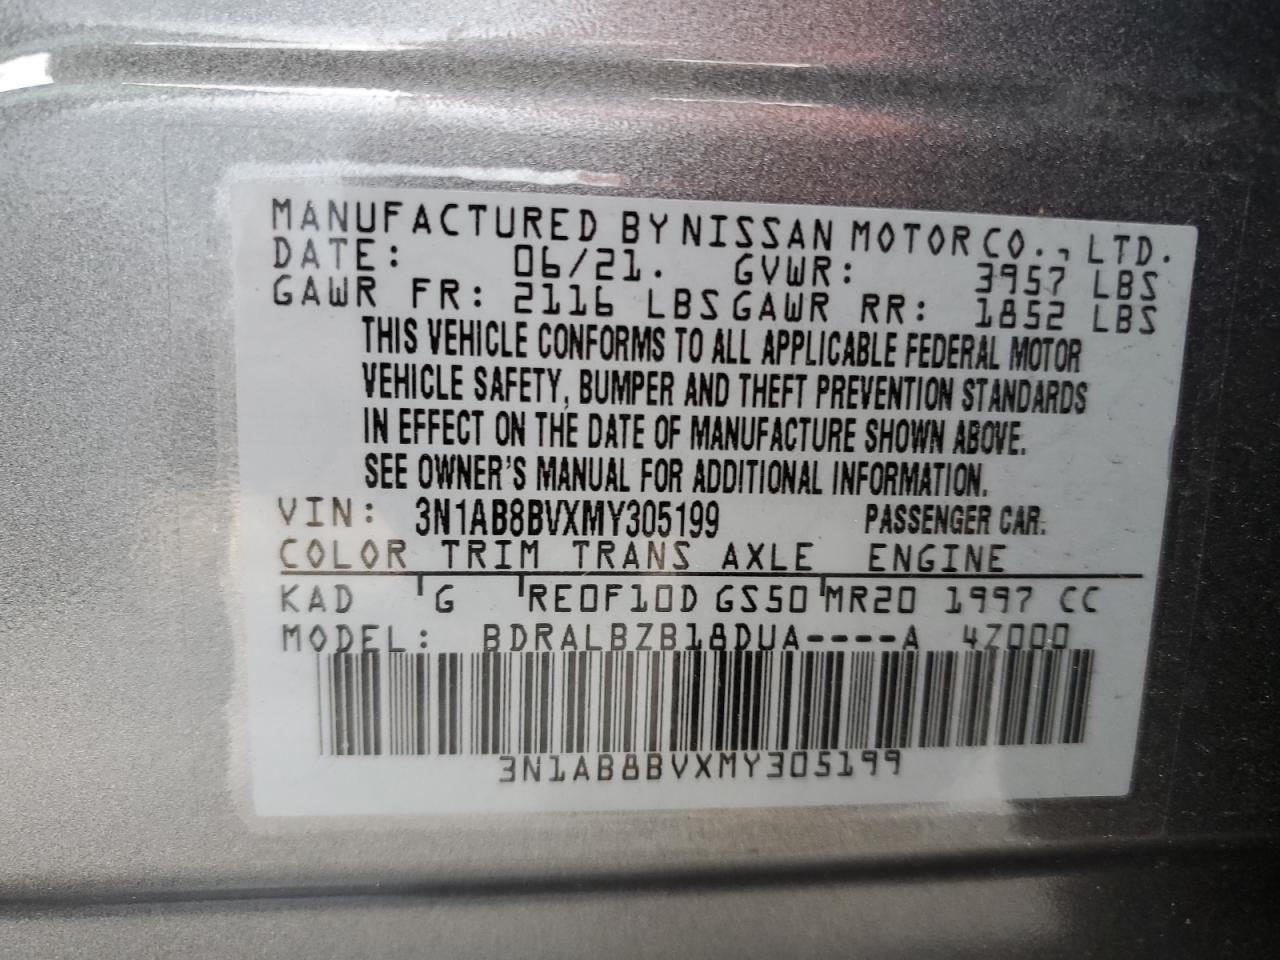 MANUFACTURED BY NISSAN MOTOR CO., LTD.
DATE: 06/21. GVWR: 3957 LBS
GAWR FR: 2116 LBS GAWR RR: 1852 LBS
THIS VEHICLE CONFORMS TO ALL APPLICABLE FEDERAL MOTOR
VEHICLE SAFETY, BUMPER AND THEFT PREVENTION STANDARDS
IN EFFECT ON THE DATE OF MANUFACTURE SHOWN ABOVE.
SEE OWNER'S MANUAL FOR ADDITIONAL INFORMATION.
VIN: 3N1AB8BVXMY305199 PASSENGER CAR.
COLOR TRIM TRANS AXLE ENGINE
KAD G RE0F10D GS50 MR20 1997 CC
MODEL: BDRALBZB18DUA----A 4Z000
3N1AB8BVXMY305199